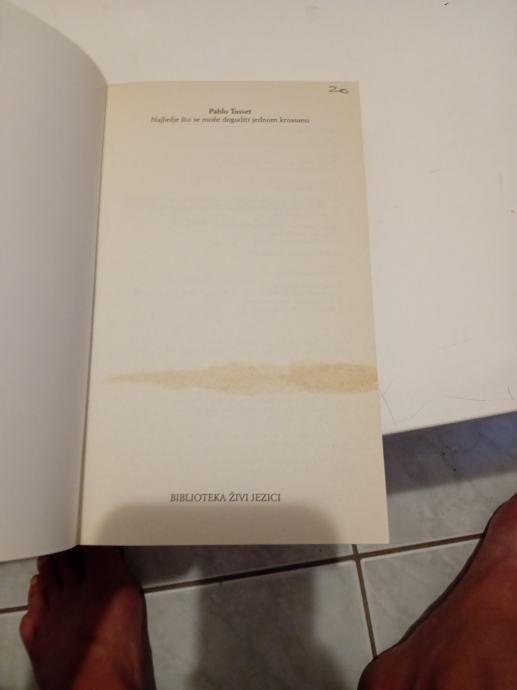 20
Pablo Tusset
Najbolje što se može dogoditi jednom kroasanu
BIBLIOTEKA ŽIVI JEZICI